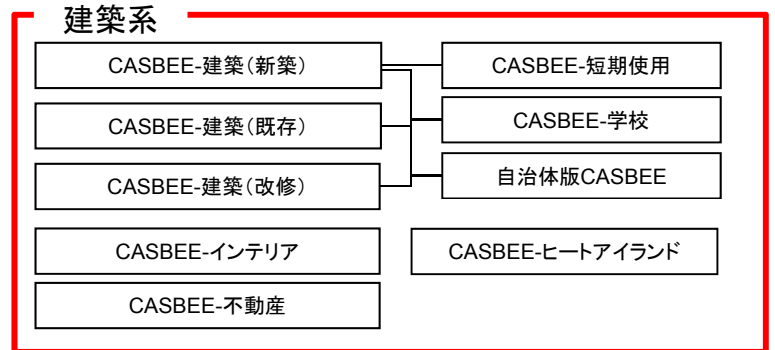 建築系
CASBEE-建築（新築）
CASBEE-短期使用
CASBEE-建築（既存）
CASBEE-学校
CASBEE-建築（改修）
自治体版CASBEE
CASBEE-インテリア
CASBEE-ヒートアイランド
CASBEE-不動産